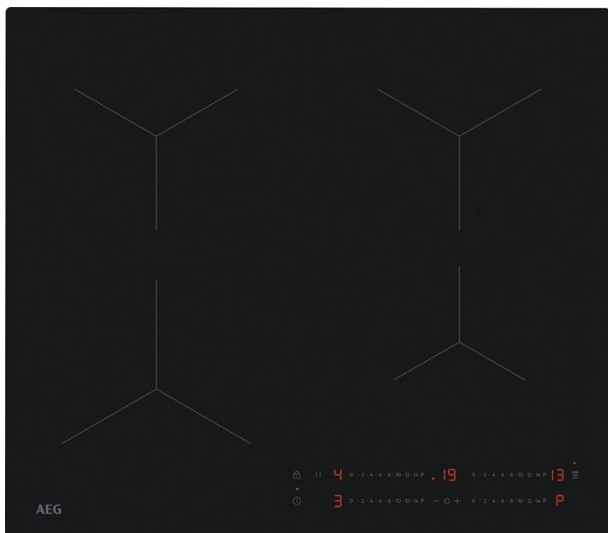 4 0 · 2 · 4 · 6 · 8 · 10 · 12 · 14 P . 19 0 · 2 · 4 · 6 · 8 · 10 · 12 · 14 P 13
3 0 · 2 · 4 · 6 · 8 · 10 · 12 · 14 P − + 0 · 2 · 4 · 6 · 8 · 10 · 12 · 14 P P
AEG